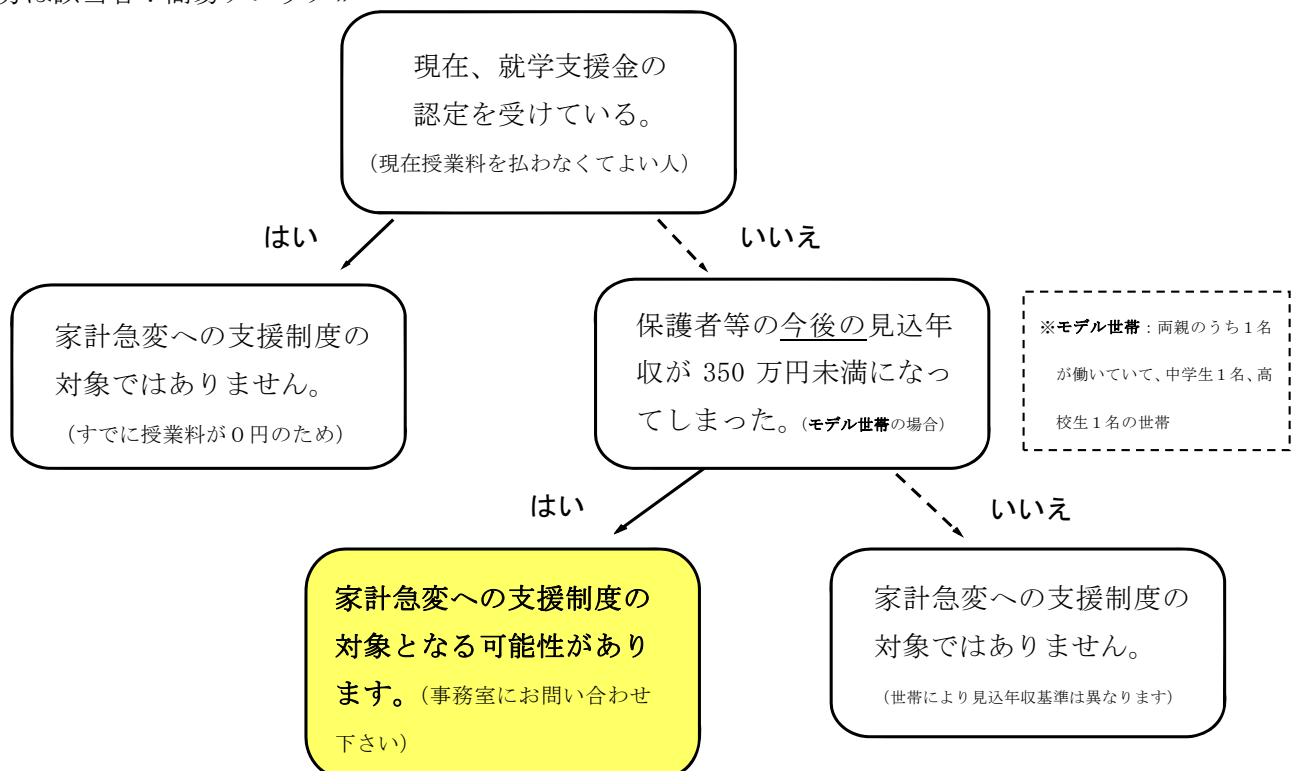 現在、就学支援金の
認定を受けている。
（現在授業料を払わなくてよい人）
はい
いいえ
家計急変への支援制度の
対象ではありません。
（すでに授業料が０円のため）
保護者等の今後の見込年
収が 350 万円未満になっ
てしまった。（モデル世帯の場合）
※モデル世帯：両親のうち１名
が働いていて、中学生１名、高
校生１名の世帯
はい
いいえ
家計急変への支援制度の
対象となる可能性があり
ます。（事務室にお問い合わせ
下さい）
家計急変への支援制度の
対象ではありません。
（世帯により見込年収基準は異なります）